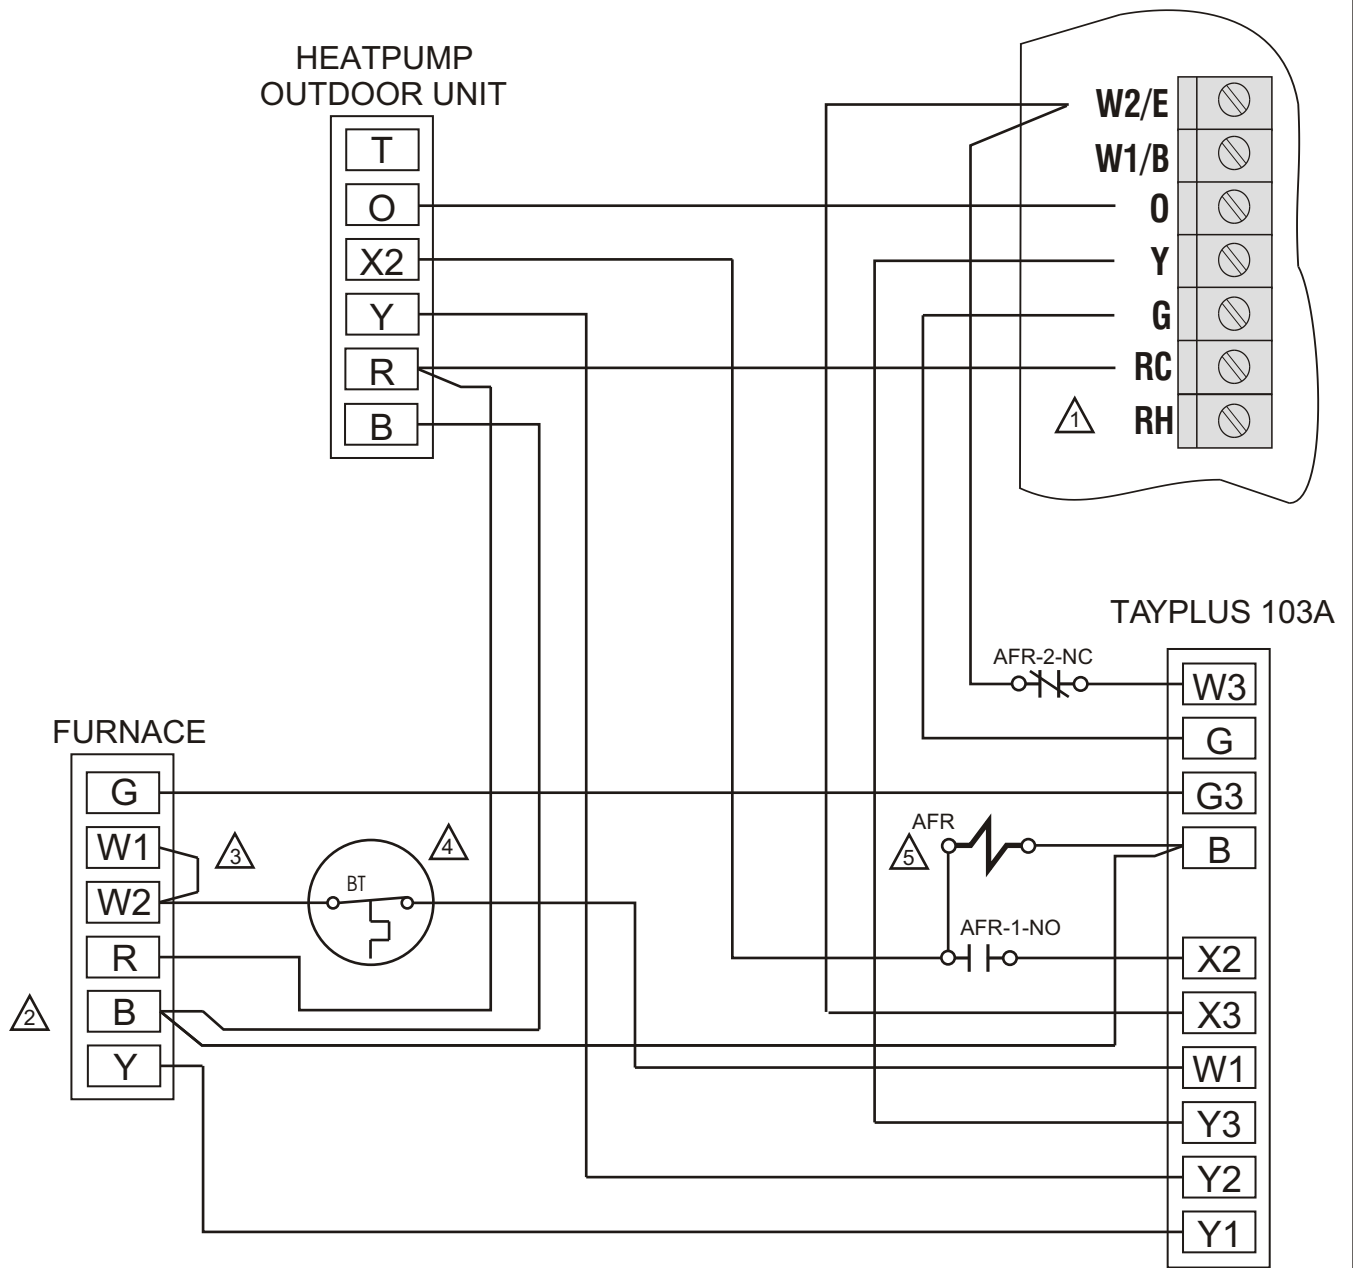 HEATPUMP
OUTDOOR UNIT
T
O
X2
Y
R
B
W2/E
W1/B
O
Y
G
RC
1
RH
TAYPLUS 103A
AFR-2-NC
W3
G
G3
AFR
5
B
AFR-1-NO
X2
X3
W1
Y3
Y2
Y1
FURNACE
G
W1
3
W2
BT
4
R
2
B
Y